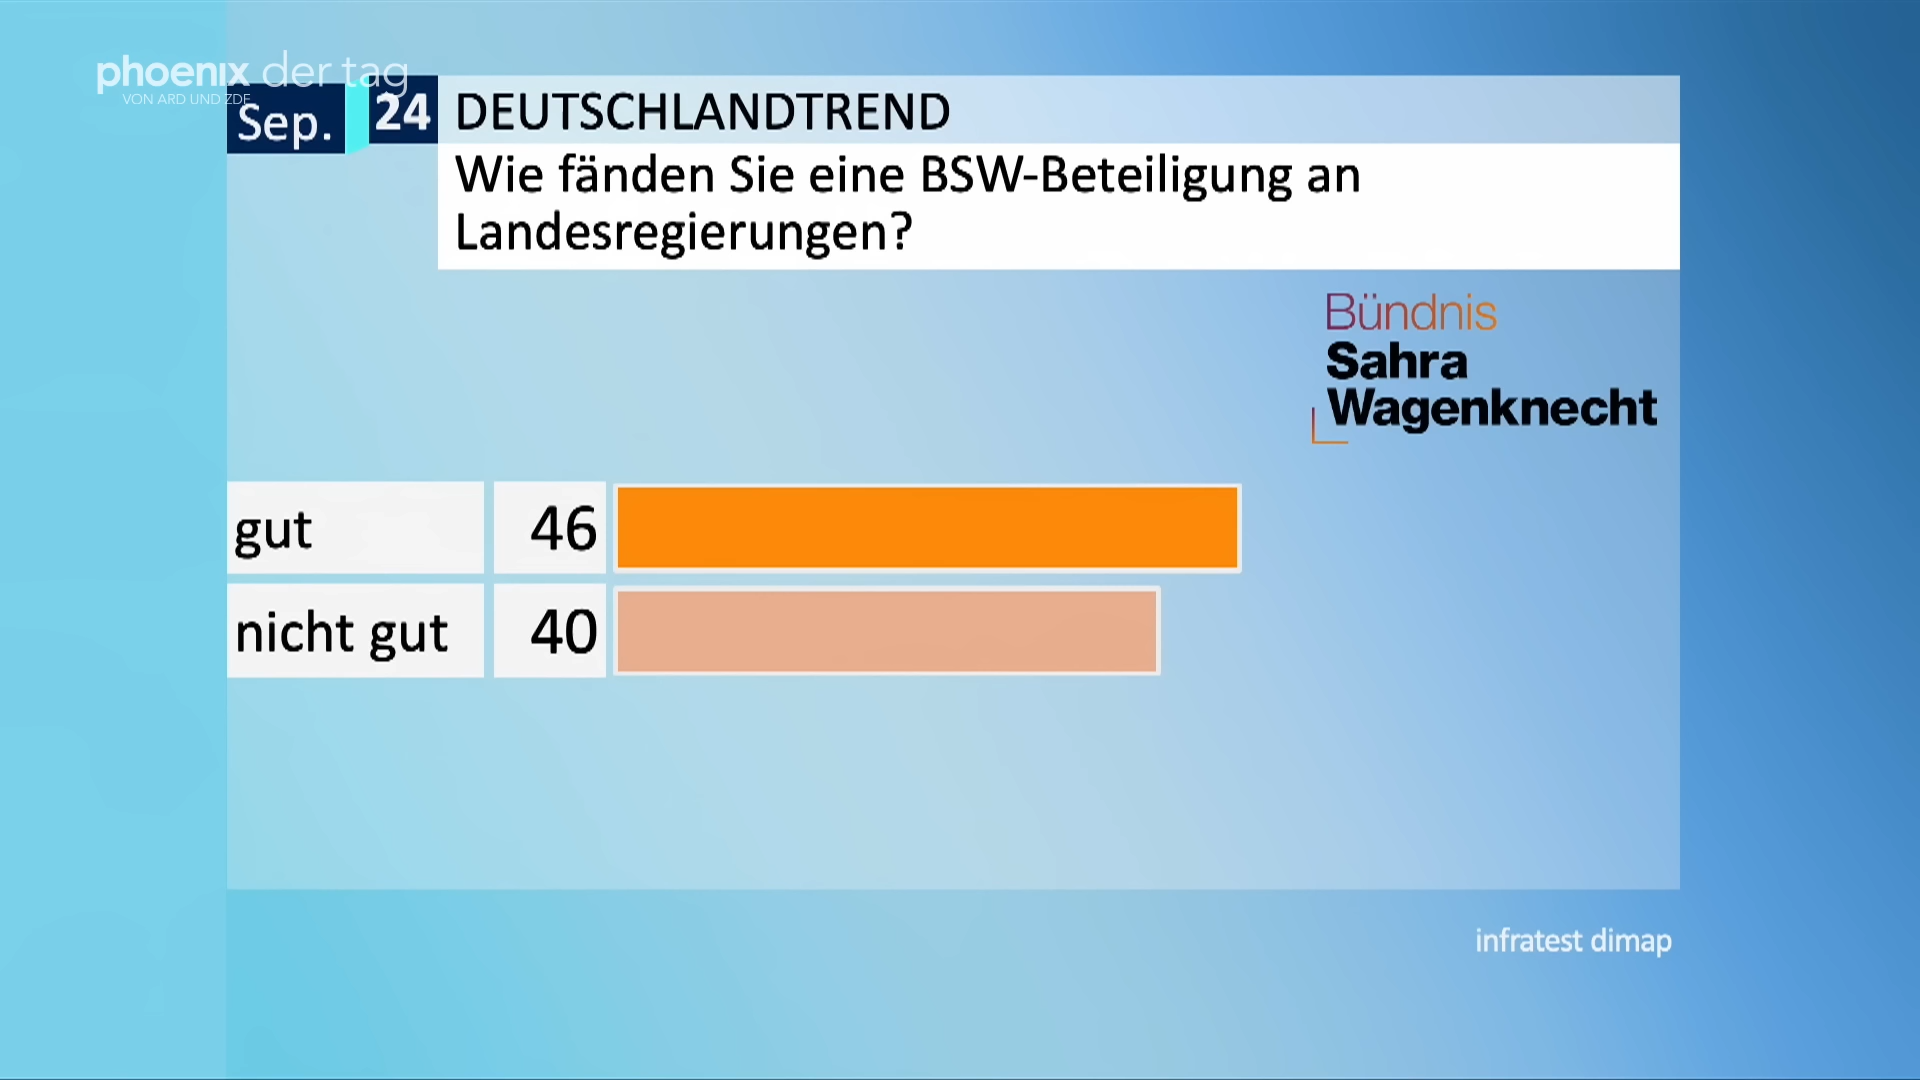 phoenix der tag
VON ARD UND ZDF
Sep. 24 DEUTSCHLANDTREND
Wie fänden Sie eine BSW-Beteiligung an
Landesregierungen?
Bündnis
Sahra
Wagenknecht
gut 46
nicht gut 40
infratest dimap